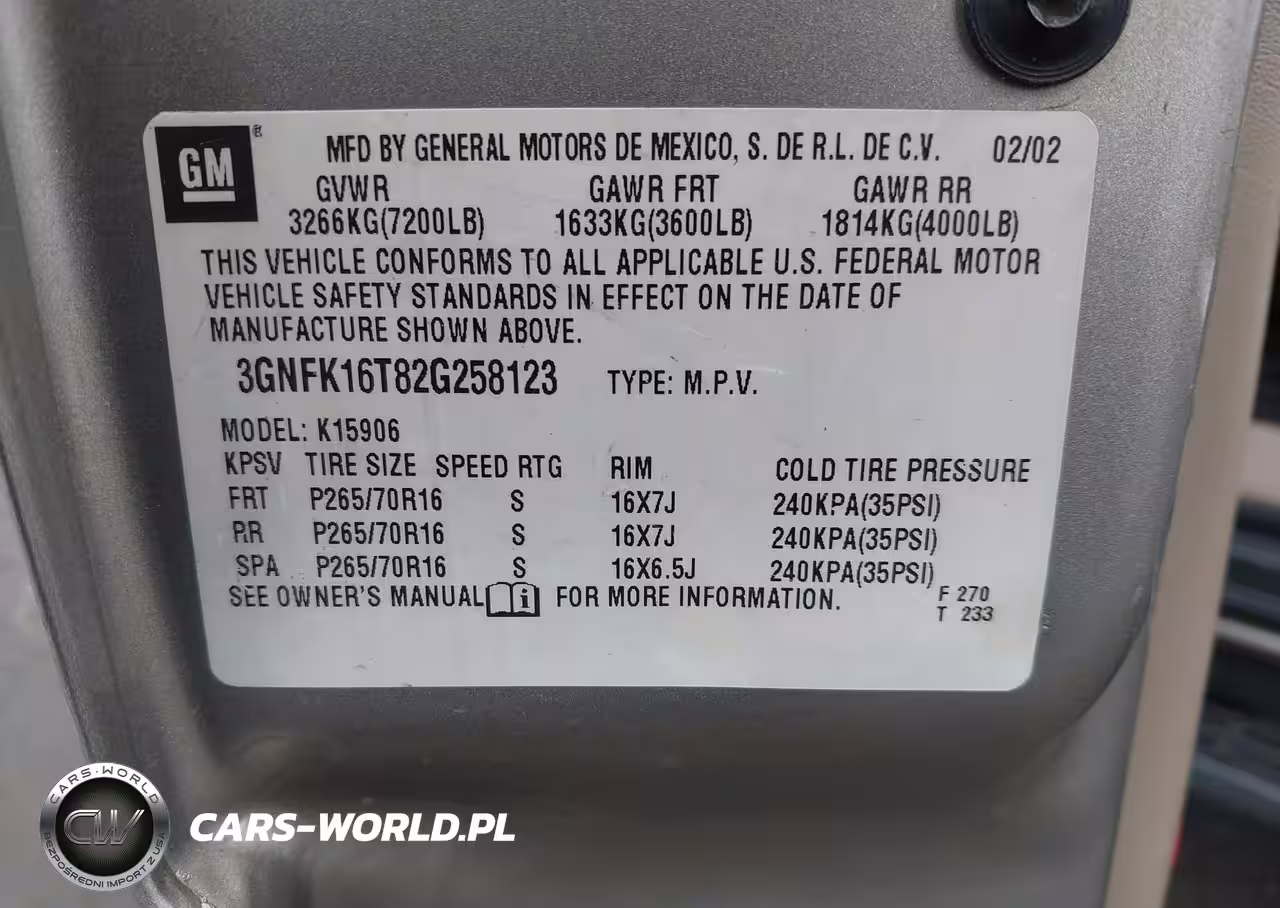 GM ® MFD BY GENERAL MOTORS DE MEXICO, S. DE R.L. DE C.V. 02/02
GVWR GAWR FRT GAWR RR
3266KG(7200LB) 1633KG(3600LB) 1814KG(4000LB)
THIS VEHICLE CONFORMS TO ALL APPLICABLE U.S. FEDERAL MOTOR
VEHICLE SAFETY STANDARDS IN EFFECT ON THE DATE OF
MANUFACTURE SHOWN ABOVE.
3GNFK16T82G258123 TYPE: M.P.V.
MODEL: K15906
KPSV TIRE SIZE SPEED RTG RIM COLD TIRE PRESSURE
FRT P265/70R16 S 16X7J 240KPA(35PSI)
RR P265/70R16 S 16X7J 240KPA(35PSI)
SPA P265/70R16 S 16X6.5J 240KPA(35PSI)
SEE OWNER'S MANUAL i FOR MORE INFORMATION. F 270
T 233
CARS-WORLD
CW
BEZPOŚREDNI IMPORT Z USA
CARS-WORLD.PL